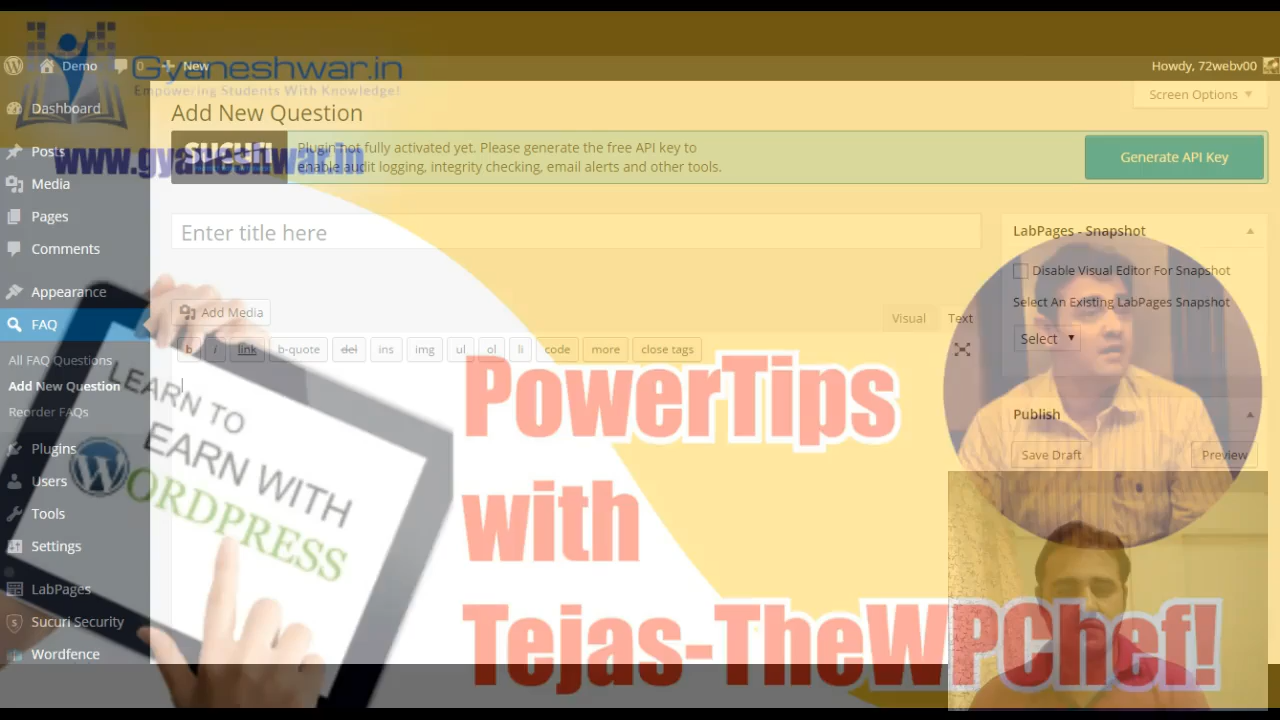 Demo
0
New
Howdy, 72webv00
Gyaneshwar.in
Empowering Students With Knowledge!
Screen Options
Dashboard
Add New Question
www.gyaneshwar.in
SUCURI
Plugin not fully activated yet. Please generate the free API key to
enable audit logging, integrity checking, email alerts and other tools.
Generate API Key
Posts
Media
Pages
Comments
Appearance
FAQ
All FAQ Questions
Add New Question
Reorder FAQs
Plugins
Users
Tools
Settings
LabPages
Sucuri Security
Wordfence
Enter title here
Add Media
Visual
Text
b
i
link
b-quote
del
ins
img
ul
ol
li
code
more
close tags
LabPages - Snapshot
Disable Visual Editor For Snapshot
Select An Existing LabPages Snapshot
Select
Publish
Save Draft
Preview
LEARN TO
EARN WITH
WORDPRESS
PowerTips
with
Tejas-TheWPChef!